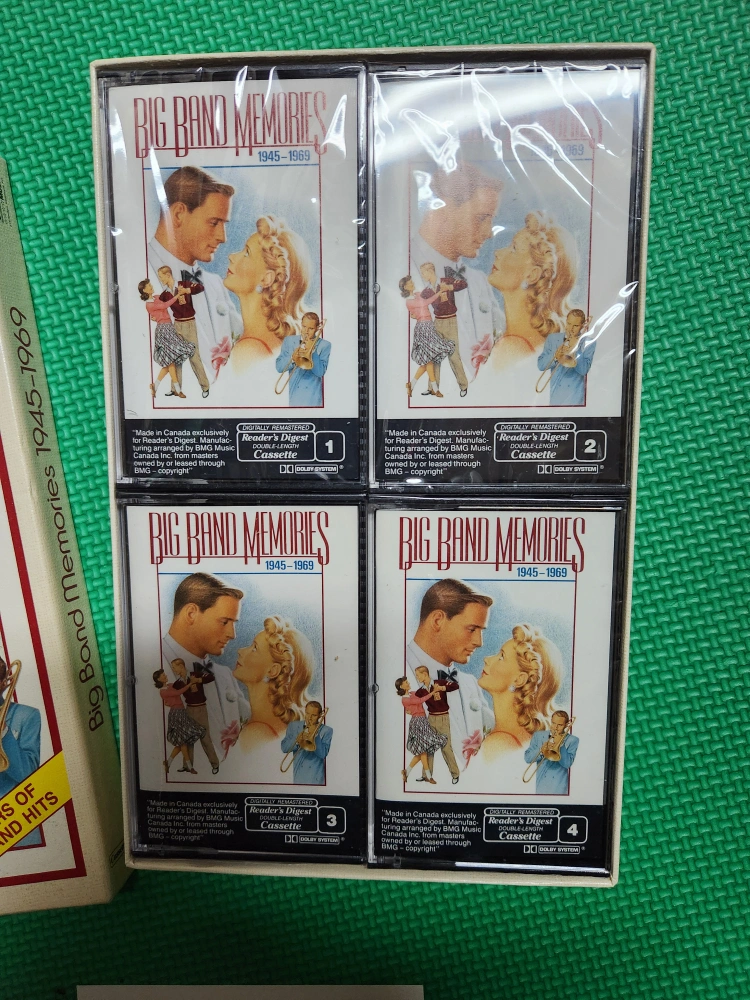 BIG BAND MEMORIES
1945-1969
"Made in Canada exclusively
for Reader's Digest. Manufac-
turing arranged by BMG Music
Canada Inc. from masters
owned by or leased through
BMG - copyright"
DIGITALLY REMASTERED
Reader's Digest
DOUBLE-LENGTH
Cassette
1
DOLBY SYSTEM®
BIG BAND MEMORIES
1945-1969
"Made in Canada exclusively
for Reader's Digest. Manufac-
turing arranged by BMG Music
Canada Inc. from masters
owned by or leased through
BMG - copyright"
DIGITALLY REMASTERED
Reader's Digest
DOUBLE-LENGTH
Cassette
2
DOLBY SYSTEM®
BIG BAND MEMORIES
1945-1969
"Made in Canada exclusively
for Reader's Digest. Manufac-
turing arranged by BMG Music
Canada Inc. from masters
owned by or leased through
BMG - copyright"
DIGITALLY REMASTERED
Reader's Digest
DOUBLE-LENGTH
Cassette
3
DOLBY SYSTEM®
BIG BAND MEMORIES
1945-1969
"Made in Canada exclusively
for Reader's Digest. Manufac-
turing arranged by BMG Music
Canada Inc. from masters
owned by or leased through
BMG - copyright"
DIGITALLY REMASTERED
Reader's Digest
DOUBLE-LENGTH
Cassette
4
DOLBY SYSTEM®
Big Band Memories 1945-1969
OF
HITS